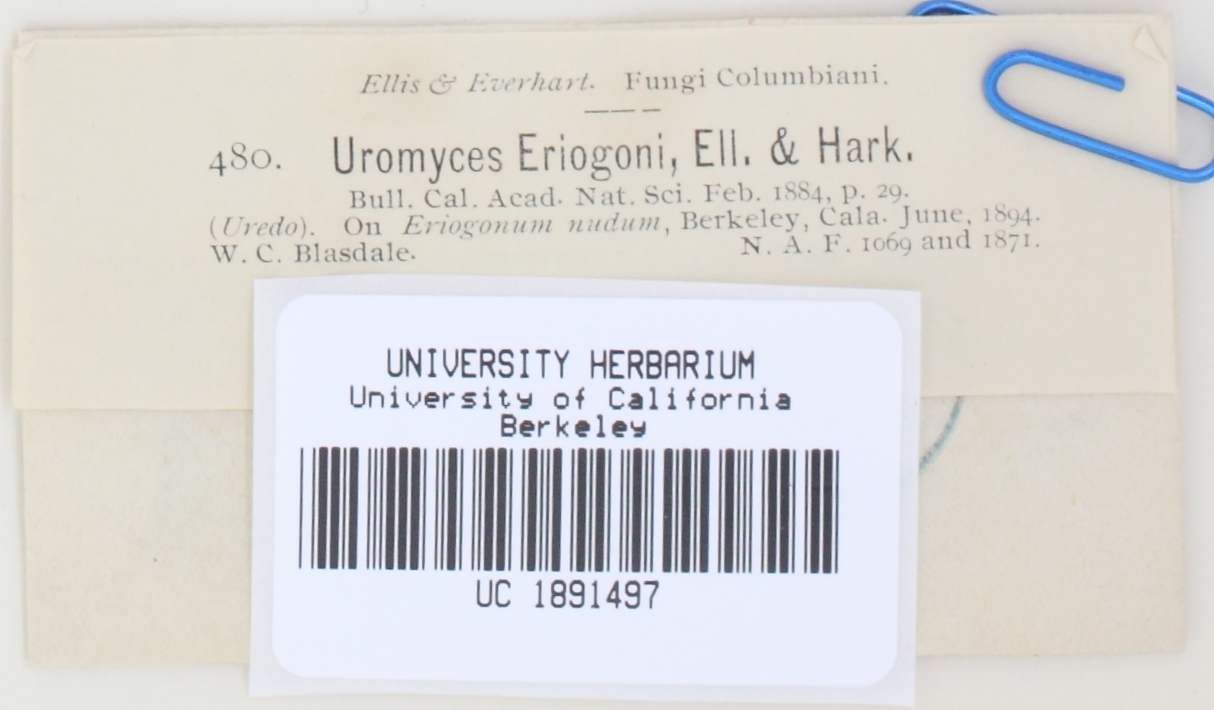 Ellis & Everhart. Fungi Columbiani.
480. Uromyces Eriogoni, Ell. & Hark.
Bull. Cal. Acad. Nat. Sci. Feb. 1884, p. 29.
(Uredo). On Eriogonum nudum, Berkeley, Cala. June, 1894.
W. C. Blasdale. N. A. F. 1069 and 1871.
UNIVERSITY HERBARIUM
University of California
Berkeley
UC 1891497